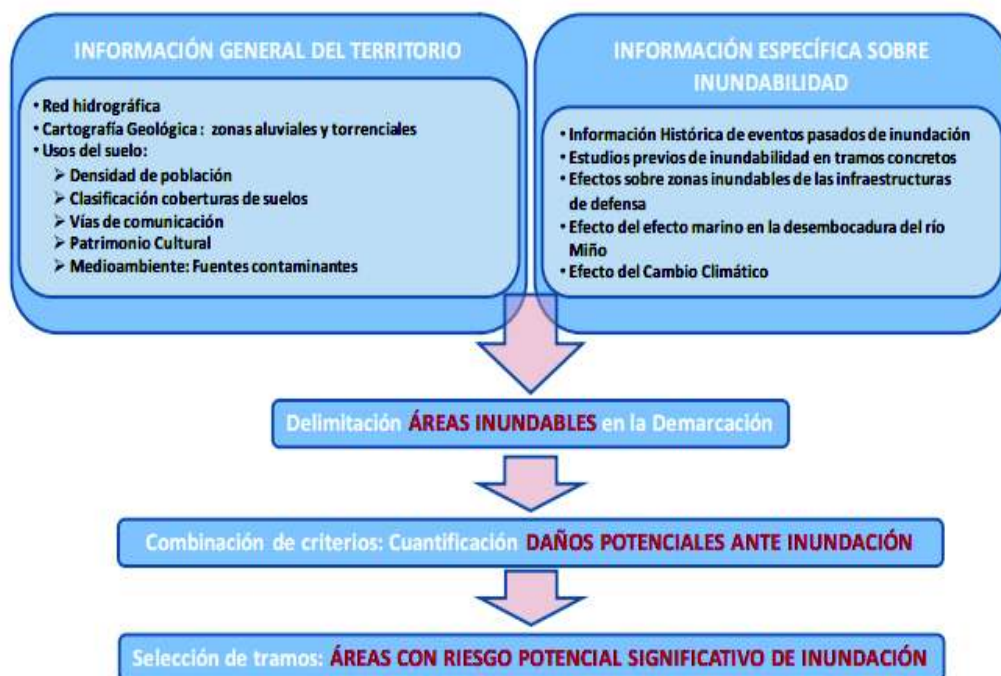 INFORMACIÓN GENERAL DEL TERRITORIO
• Red hidrográfica
• Cartografía Geológica : zonas aluviales y torrenciales
• Usos del suelo:
➢ Densidad de población
➢ Clasificación coberturas de suelos
➢ Vías de comunicación
➢ Patrimonio Cultural
➢ Medioambiente: Fuentes contaminantes
INFORMACIÓN ESPECÍFICA SOBRE
INUNDABILIDAD
• Información Histórica de eventos pasados de inundación
• Estudios previos de inundabilidad en tramos concretos
• Efectos sobre zonas inundables de las infraestructuras
de defensa
• Efecto del efecto marino en la desembocadura del río
Miño
• Efecto del Cambio Climático
Delimitación ÁREAS INUNDABLES en la Demarcación
Combinación de criterios: Cuantificación DAÑOS POTENCIALES ANTE INUNDACIÓN
Selección de tramos: ÁREAS CON RIESGO POTENCIAL SIGNIFICATIVO DE INUNDACIÓN